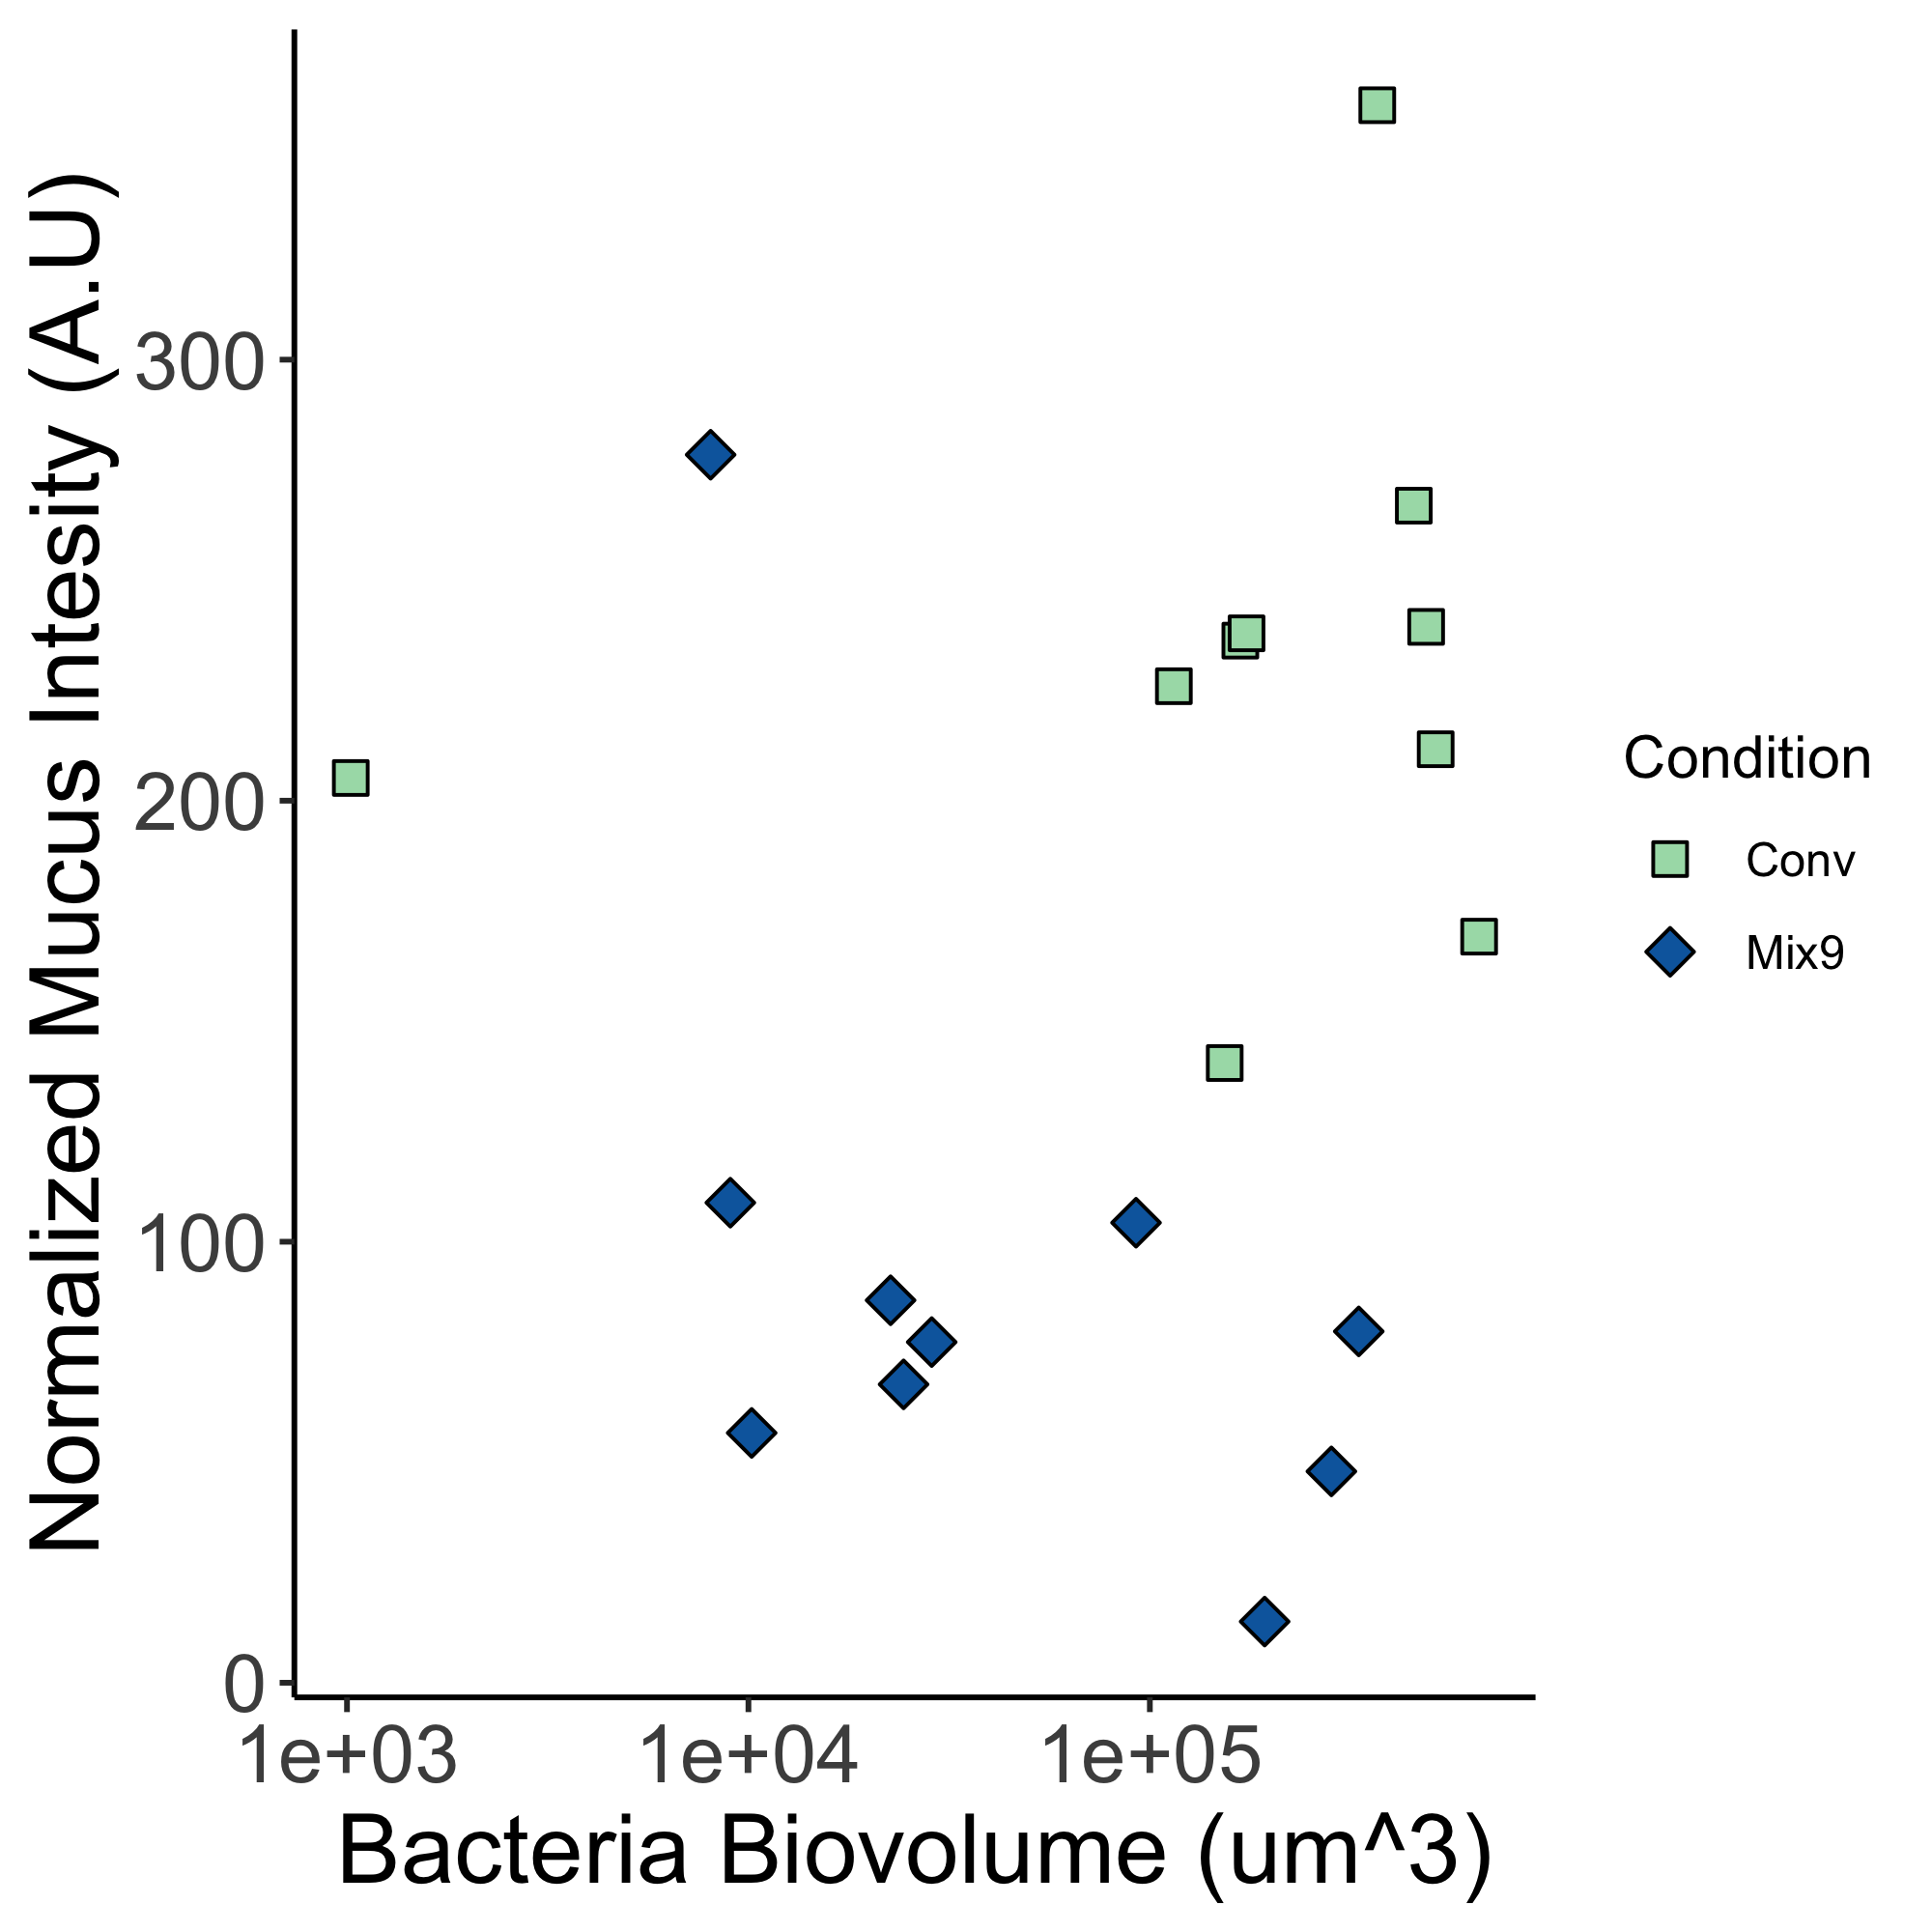 Normalized Mucus Intesity (A.U)
300
200
100
0
1e+03 1e+04 1e+05
Bacteria Biovolume (um^3)
Condition
Conv
Mix9